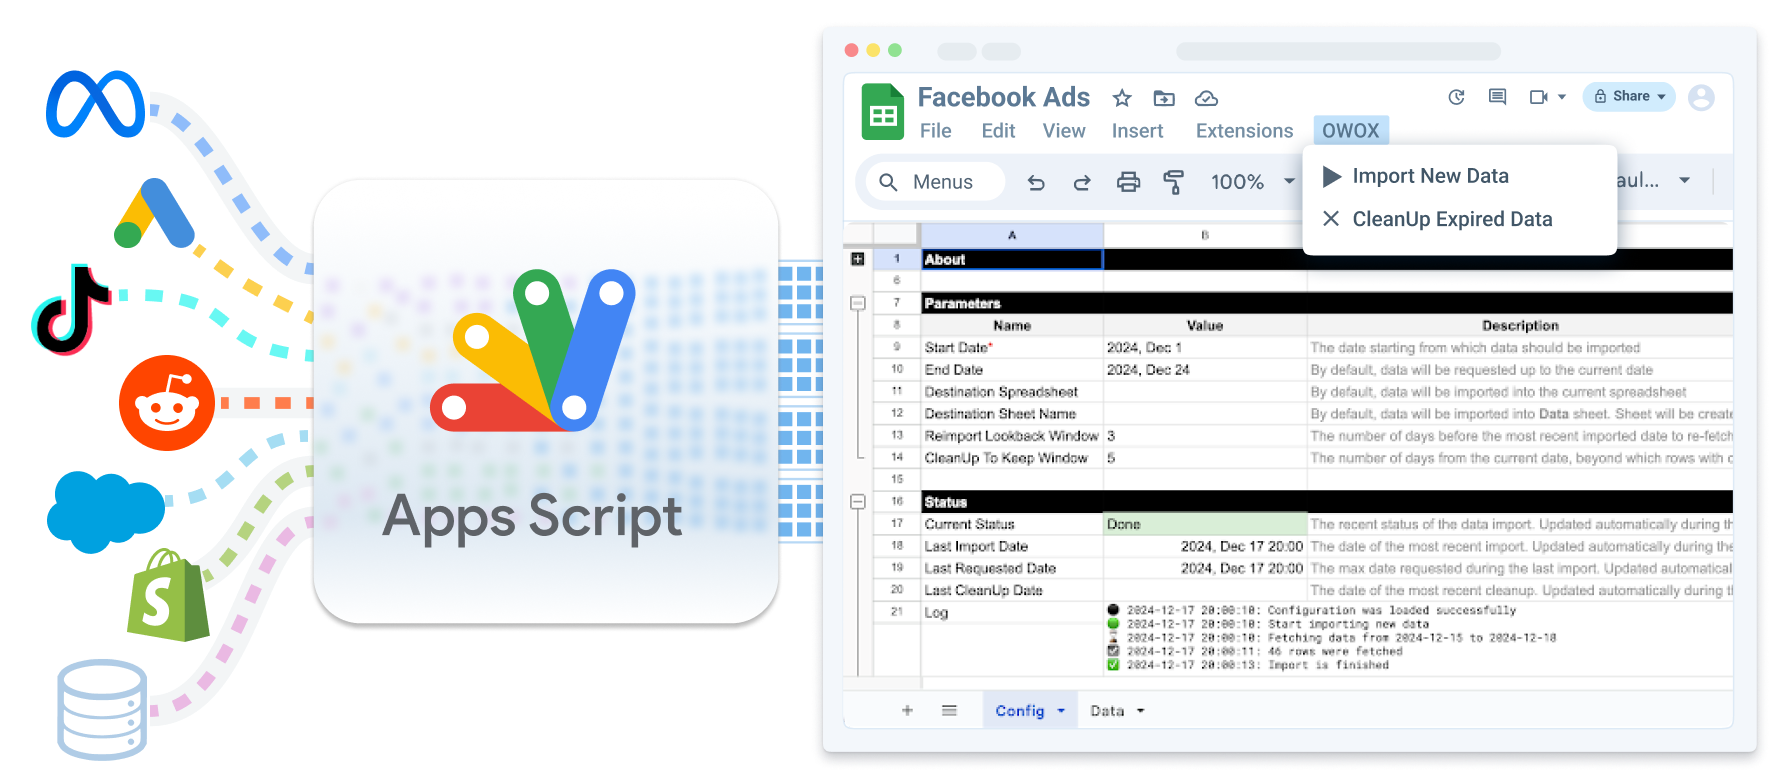 Apps Script
Facebook Ads
Share
File Edit View Insert Extensions OWOX
Menus 100%
Import New Data
CleanUp Expired Data
A B
1 About
6
7 Parameters
8 Name Value Description
9 Start Date* 2024, Dec 1 The date starting from which data should be imported
10 End Date 2024, Dec 24 By default, data will be requested up to the current date
11 Destination Spreadsheet By default, data will be imported into the current spreadsheet
12 Destination Sheet Name By default, data will be imported into Data sheet. Sheet will be create
13 Reimport Lookback Window 3 The number of days before the most recent imported date to re-fetch
14 CleanUp To Keep Window 5 The number of days from the current date, beyond which rows with
15
16 Status
17 Current Status Done The recent status of the data import. Updated automatically during th
18 Last Import Date 2024, Dec 17 20:00 The date of the most recent import. Updated automatically during the
19 Last Requested Date 2024, Dec 17 20:00 The max date requested during the last import. Updated automatical
20 Last CleanUp Date The date of the most recent cleanup. Updated automatically during t
21 Log 2024-12-17 20:00:10: Configuration was loaded successfully
2024-12-17 20:00:10: Start importing new data
2024-12-17 20:00:10: Fetching data from 2024-12-15 to 2024-12-18
2024-12-17 20:00:11: 46 rows were fetched
2024-12-17 20:00:13: Import is finished
Config Data